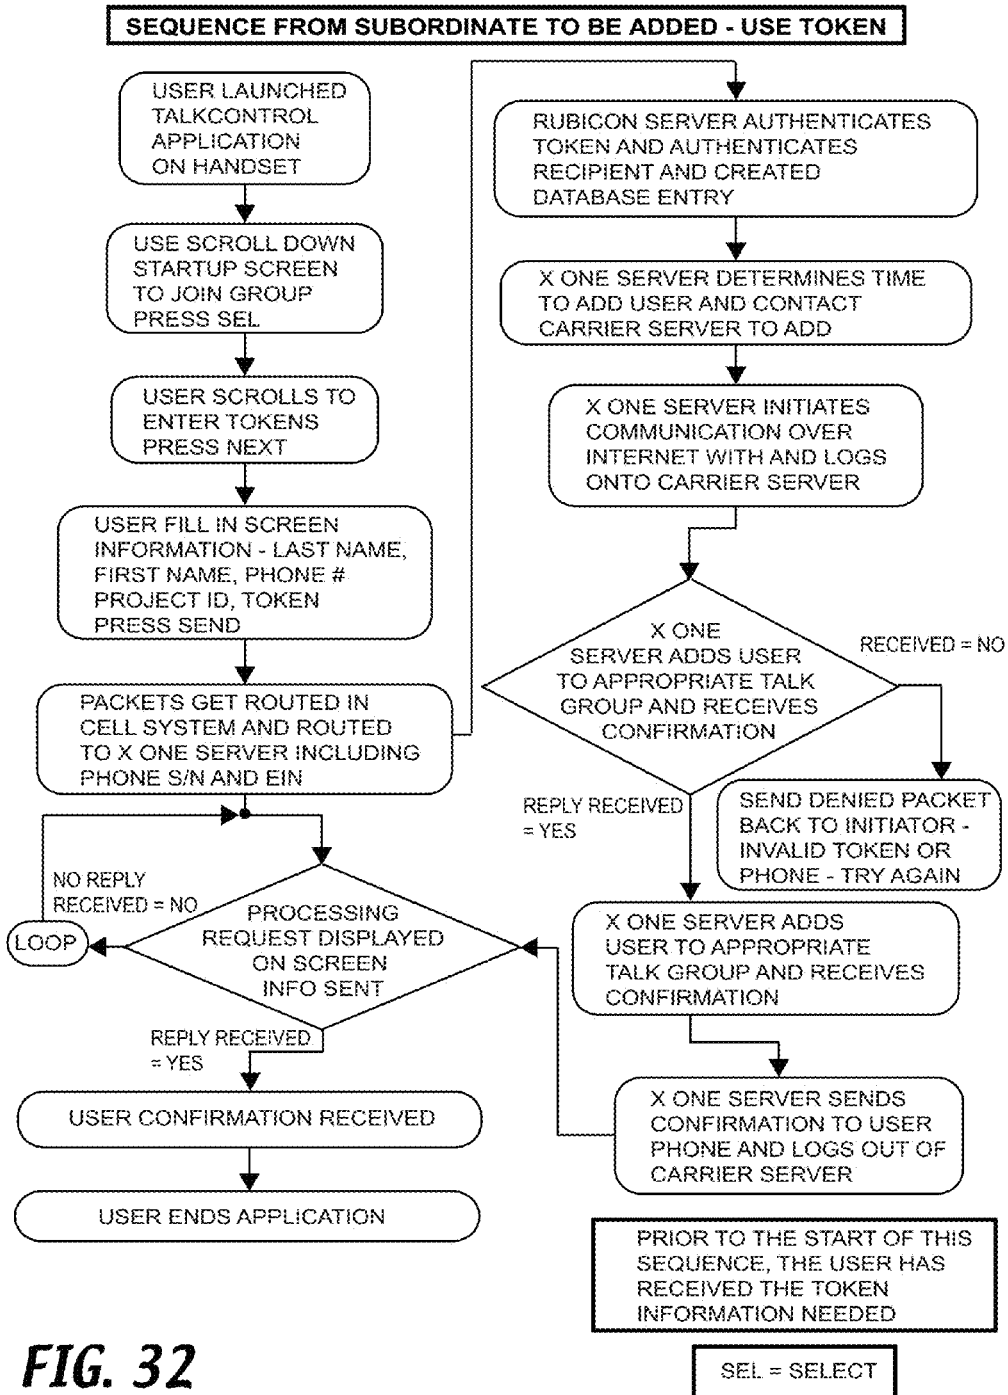 SEQUENCE FROM SUBORDINATE TO BE ADDED - USE TOKEN
USER LAUNCHED
TALKCONTROL
APPLICATION
ON HANDSET
USE SCROLL DOWN
STARTUP SCREEN
TO JOIN GROUP
PRESS SEL
USER SCROLLS TO
ENTER TOKENS
PRESS NEXT
USER FILL IN SCREEN
INFORMATION - LAST NAME,
FIRST NAME, PHONE #
PROJECT ID, TOKEN
PRESS SEND
PACKETS GET ROUTED IN
CELL SYSTEM AND ROUTED
TO X ONE SERVER INCLUDING
PHONE S/N AND EIN
NO REPLY
RECEIVED = NO
LOOP
PROCESSING
REQUEST DISPLAYED
ON SCREEN
INFO SENT
REPLY RECEIVED
= YES
USER CONFIRMATION RECEIVED
USER ENDS APPLICATION
RUBICON SERVER AUTHENTICATES
TOKEN AND AUTHENTICATES
RECIPIENT AND CREATED
DATABASE ENTRY
X ONE SERVER DETERMINES TIME
TO ADD USER AND CONTACT
CARRIER SERVER TO ADD
X ONE SERVER INITIATES
COMMUNICATION OVER
INTERNET WITH AND LOGS
ONTO CARRIER SERVER
X ONE
SERVER ADDS USER
TO APPROPRIATE TALK
GROUP AND RECEIVES
CONFIRMATION
RECEIVED = NO
REPLY RECEIVED
= YES
SEND DENIED PACKET
BACK TO INITIATOR -
INVALID TOKEN OR
PHONE - TRY AGAIN
X ONE SERVER ADDS
USER TO APPROPRIATE
TALK GROUP AND RECEIVES
CONFIRMATION
X ONE SERVER SENDS
CONFIRMATION TO USER
PHONE AND LOGS OUT OF
CARRIER SERVER
PRIOR TO THE START OF THIS
SEQUENCE, THE USER HAS
RECEIVED THE TOKEN
INFORMATION NEEDED
SEL = SELECT
FIG. 32